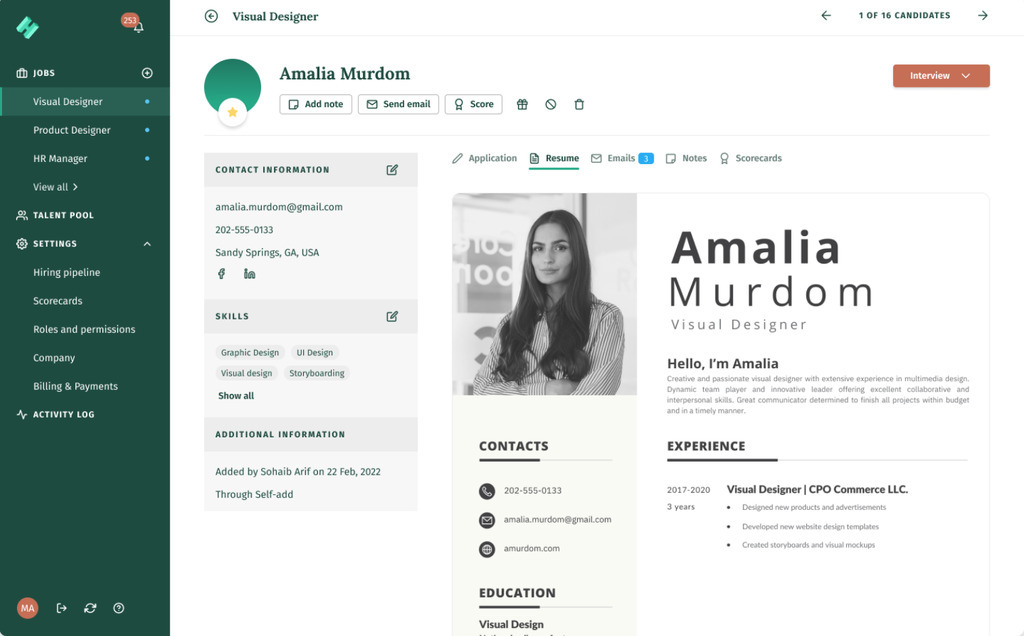 253
Visual Designer
1 OF 16 CANDIDATES
JOBS
Visual Designer
Product Designer
HR Manager
View all
TALENT POOL
SETTINGS
Hiring pipeline
Scorecards
Roles and permissions
Company
Billing & Payments
ACTIVITY LOG
MA
Amalia Murdom
Add note
Send email
Score
Interview
CONTACT INFORMATION
amalia.murdom@gmail.com
202-555-0133
Sandy Springs, GA, USA
SKILLS
Graphic Design UI Design
Visual design Storyboarding
Show all
ADDITIONAL INFORMATION
Added by Sohaib Arif on 22 Feb, 2022
Through Self-add
Application Resume Emails 3 Notes Scorecards
Amalia
Murdom
Visual Designer
Hello, I'm Amalia
Creative and passionate visual designer with extensive experience in multimedia design.
Dynamic team player and innovative leader offering excellent collaborative and
interpersonal skills. Great communicator determined to finish all projects within budget
and in a timely manner.
CONTACTS
202-555-0133
amalia.murdom@gmail.com
amurdom.com
EDUCATION
Visual Design
EXPERIENCE
2017-2020
3 years
Visual Designer | CPO Commerce LLC.
• Designed new products and advertisements
• Developed new website design templates
• Created storyboards and visual mockups